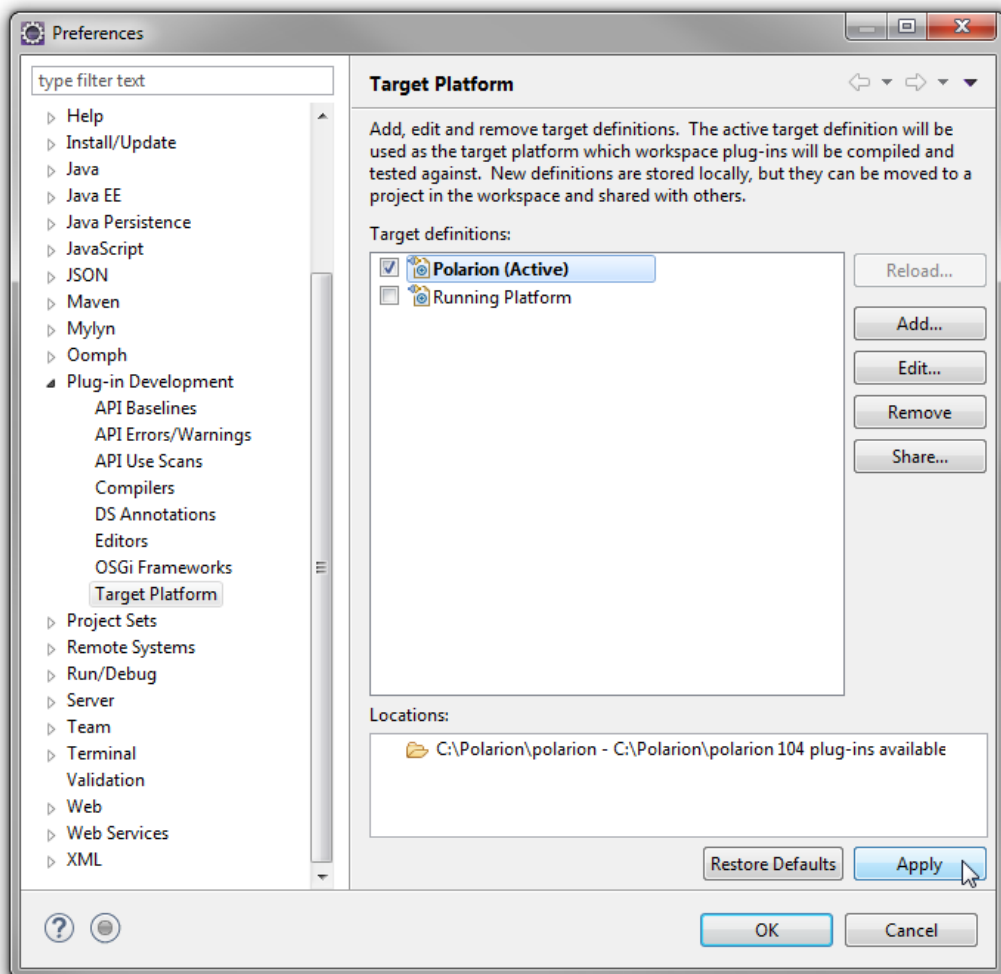 Preferences
type filter text
Help
Install/Update
Java
Java EE
Java Persistence
JavaScript
JSON
Maven
Mylyn
Oomph
Plug-in Development
API Baselines
API Errors/Warnings
API Use Scans
Compilers
DS Annotations
Editors
OSGi Frameworks
Target Platform
Project Sets
Remote Systems
Run/Debug
Server
Team
Terminal
Validation
Web
Web Services
XML
Target Platform
Add, edit and remove target definitions.  The active target definition will be
used as the target platform which workspace plug-ins will be compiled and
tested against.  New definitions are stored locally, but they can be moved to a
project in the workspace and shared with others.
Target definitions:
Polarion (Active)
Running Platform
Reload...
Add...
Edit...
Remove
Share...
Locations:
C:\Polarion\polarion - C:\Polarion\polarion 104 plug-ins available
Restore Defaults
Apply
?
OK
Cancel